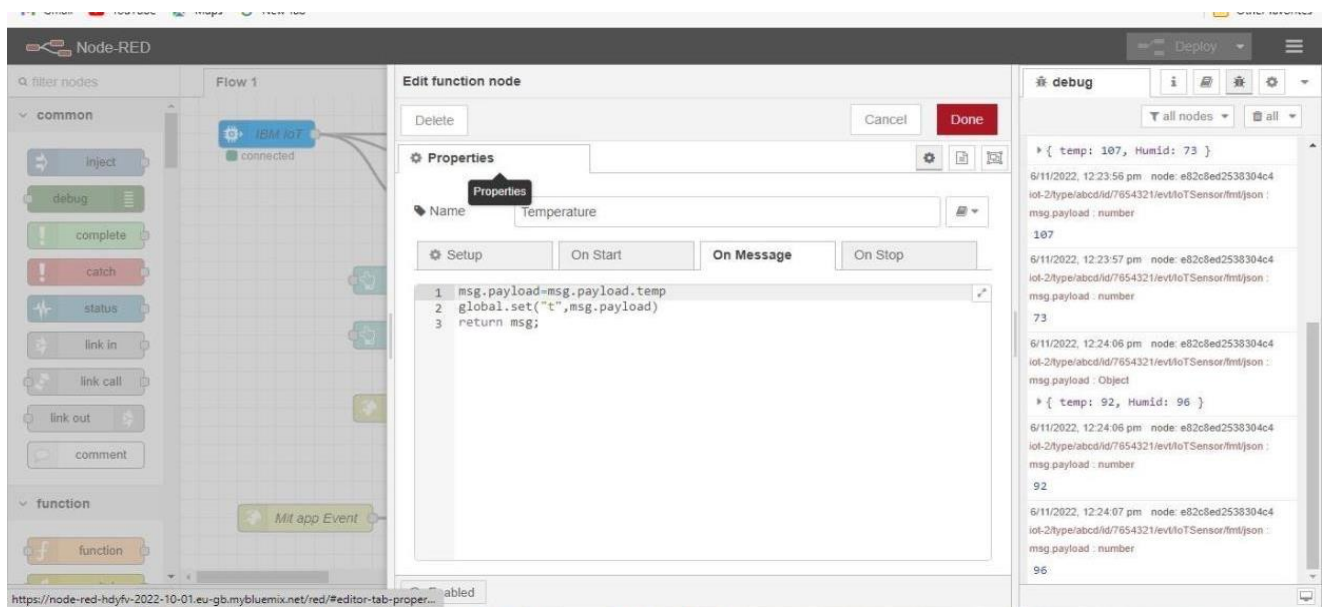 Node-RED
Deploy
filter nodes
common
inject
debug
complete
catch
status
link in
link call
link out
comment
function
function
Flow 1
IBM IoT
connected
Mit app Event
Edit function node
Delete
Cancel
Done
Properties
Properties
Name
Temperature
Setup
On Start
On Message
On Stop
1 msg.payload=msg.payload.temp
2 global.set("t",msg.payload)
3 return msg;
debug
all nodes
all
{ temp: 107, Humid: 73 }
6/11/2022, 12:23:56 pm node: e82c8ed2538304c4
iot-2/type/abcd/id/7654321/evt/IoTSensor/fmt/json :
msg.payload : number
107
6/11/2022, 12:23:57 pm node: e82c8ed2538304c4
iot-2/type/abcd/id/7654321/evt/IoTSensor/fmt/json :
msg.payload : number
73
6/11/2022, 12:24:06 pm node: e82c8ed2538304c4
iot-2/type/abcd/id/7654321/evt/IoTSensor/fmt/json :
msg.payload : Object
{ temp: 92, Humid: 96 }
6/11/2022, 12:24:06 pm node: e82c8ed2538304c4
iot-2/type/abcd/id/7654321/evt/IoTSensor/fmt/json :
msg.payload : number
92
6/11/2022, 12:24:07 pm node: e82c8ed2538304c4
iot-2/type/abcd/id/7654321/evt/IoTSensor/fmt/json :
msg.payload : number
96
https://node-red-hdyfv-2022-10-01.eu-gb.mybluemix.net/red/#editor-tab-proper...